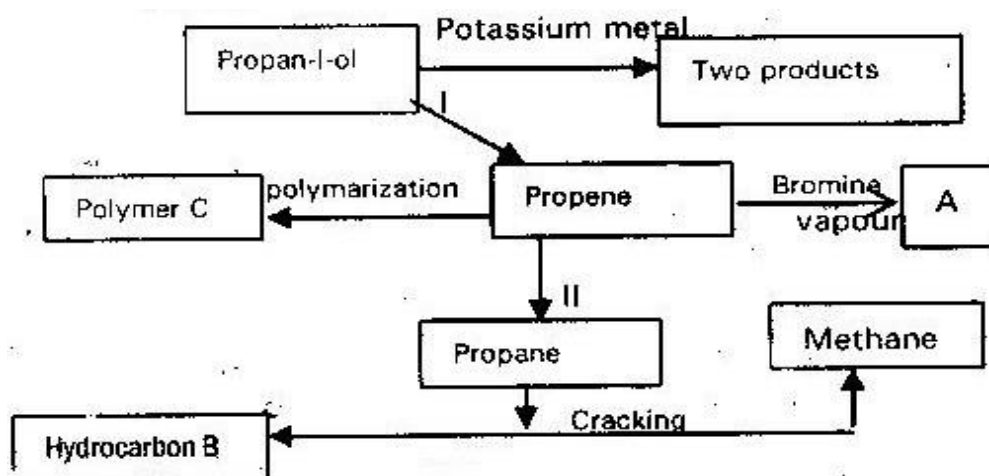 Potassium metal
Propan-I-ol
Two products
I
polymarization
Propene
Bromine
vapour
A
Polymer C
II
Propane
Methane
Cracking
Hydrocarbon B